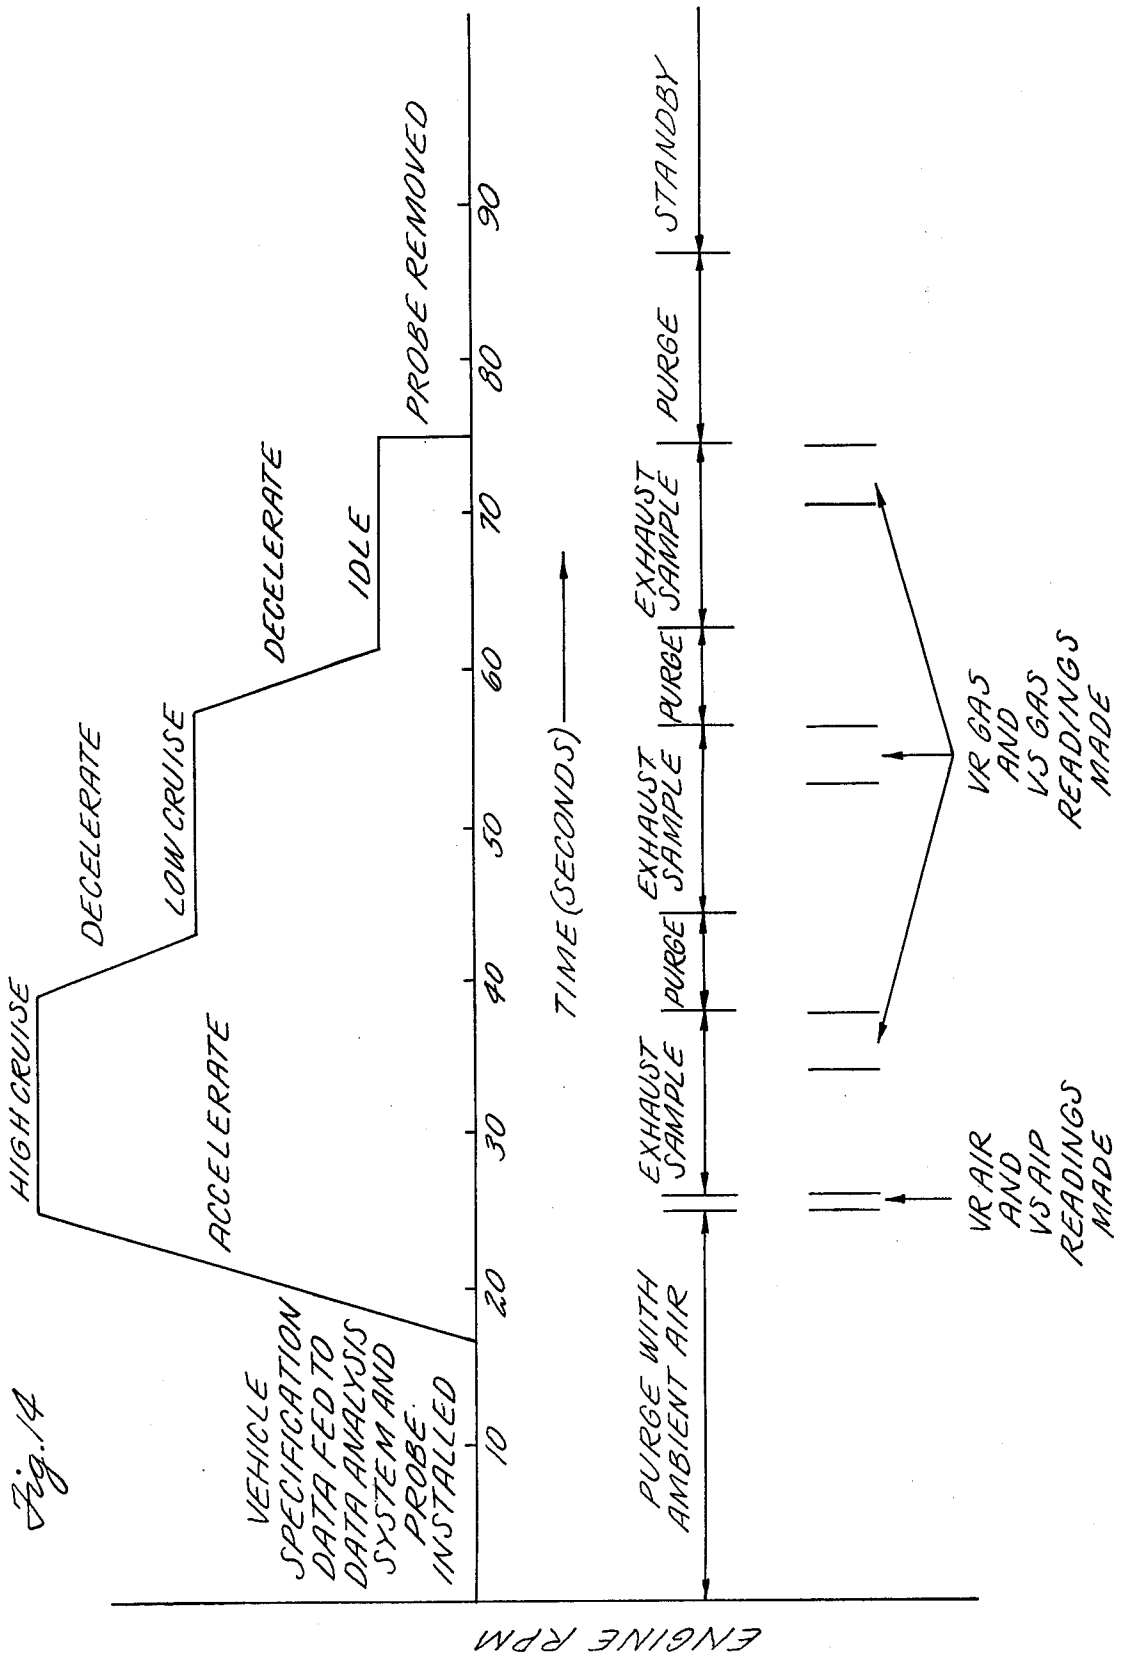 Fig. 14
HIGH CRUISE
DECELERATE
LOW CRUISE
DECELERATE
IDLE
ACCELERATE
PROBE REMOVED
VEHICLE
SPECIFICATION
DATA FED TO
DATA ANALYSIS
SYSTEM AND
PROBE
INSTALLED
10
20
30
40
50
60
70
80
90
TIME (SECONDS)
ENGINE RPM
PURGE WITH
AMBIENT AIR
EXHAUST
SAMPLE
PURGE
EXHAUST
SAMPLE
PURGE
EXHAUST
SAMPLE
PURGE
STANDBY
VR AIR
AND
VS AIP
READINGS
MADE
VR GAS
AND
VS GAS
READINGS
MADE